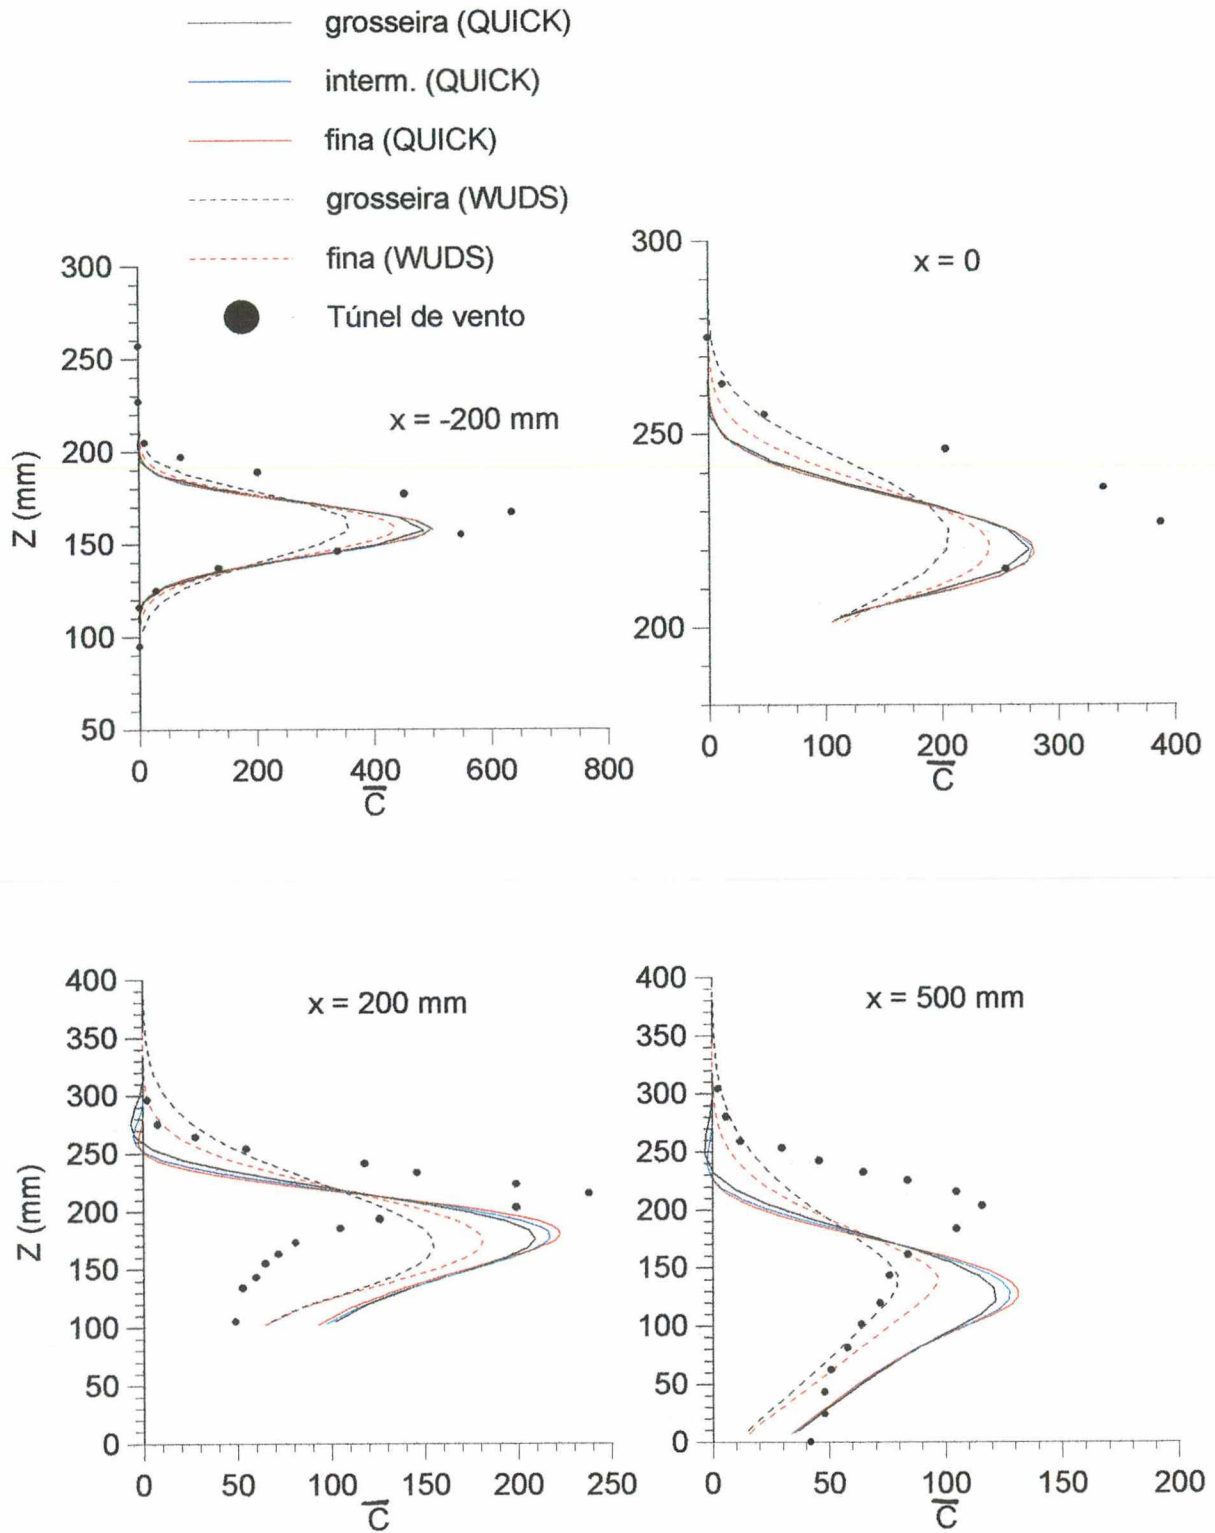 grosseira (QUICK)
interm. (QUICK)
fina (QUICK)
grosseira (WUDS)
fina (WUDS)
Túnel de vento
x = -200 mm
300
250
200
150
100
50
Z (mm)
0 200 400 600 800
C̅
x = 0
300
250
200
0 100 200 300 400
C̅
x = 200 mm
400
350
300
250
200
150
100
50
0
Z (mm)
0 50 100 150 200 250
C̅
x = 500 mm
400
350
300
250
200
150
100
50
0
0 50 100 150 200
C̅